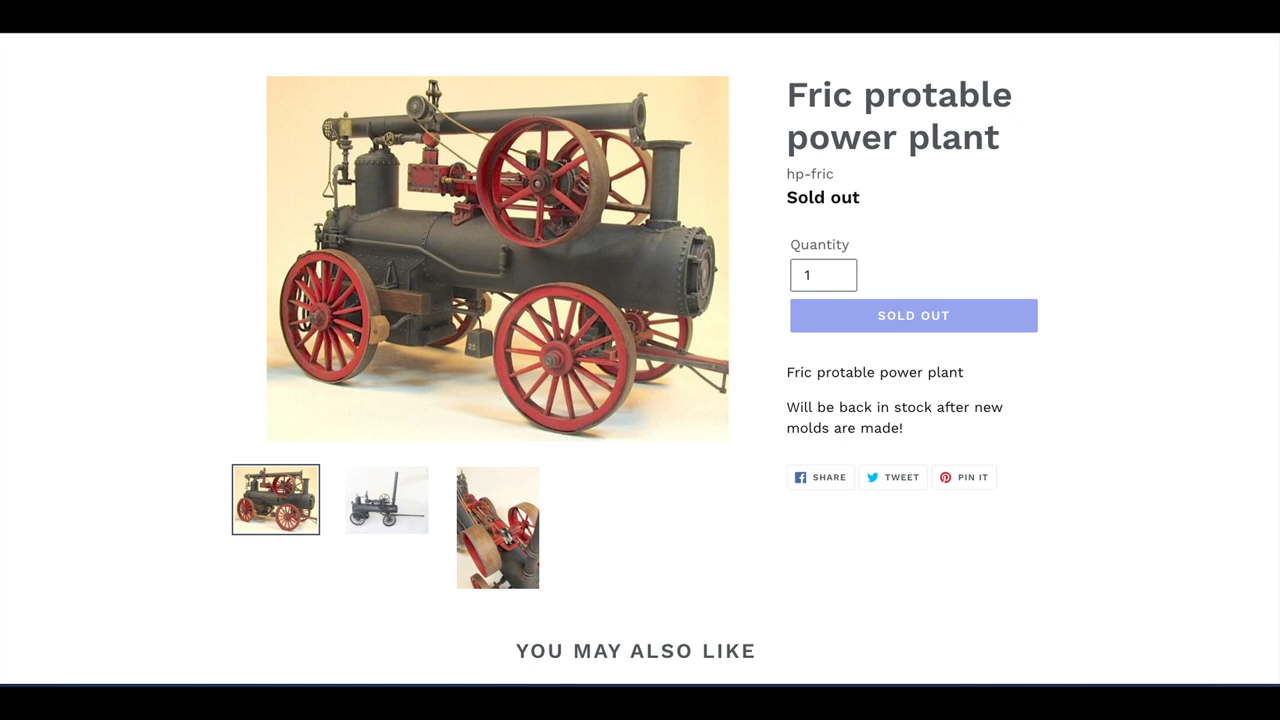 Fric protable
power plant
hp-fric
Sold out
Quantity
1
SOLD OUT
Fric protable power plant
Will be back in stock after new
molds are made!
SHARE TWEET PIN IT
YOU MAY ALSO LIKE